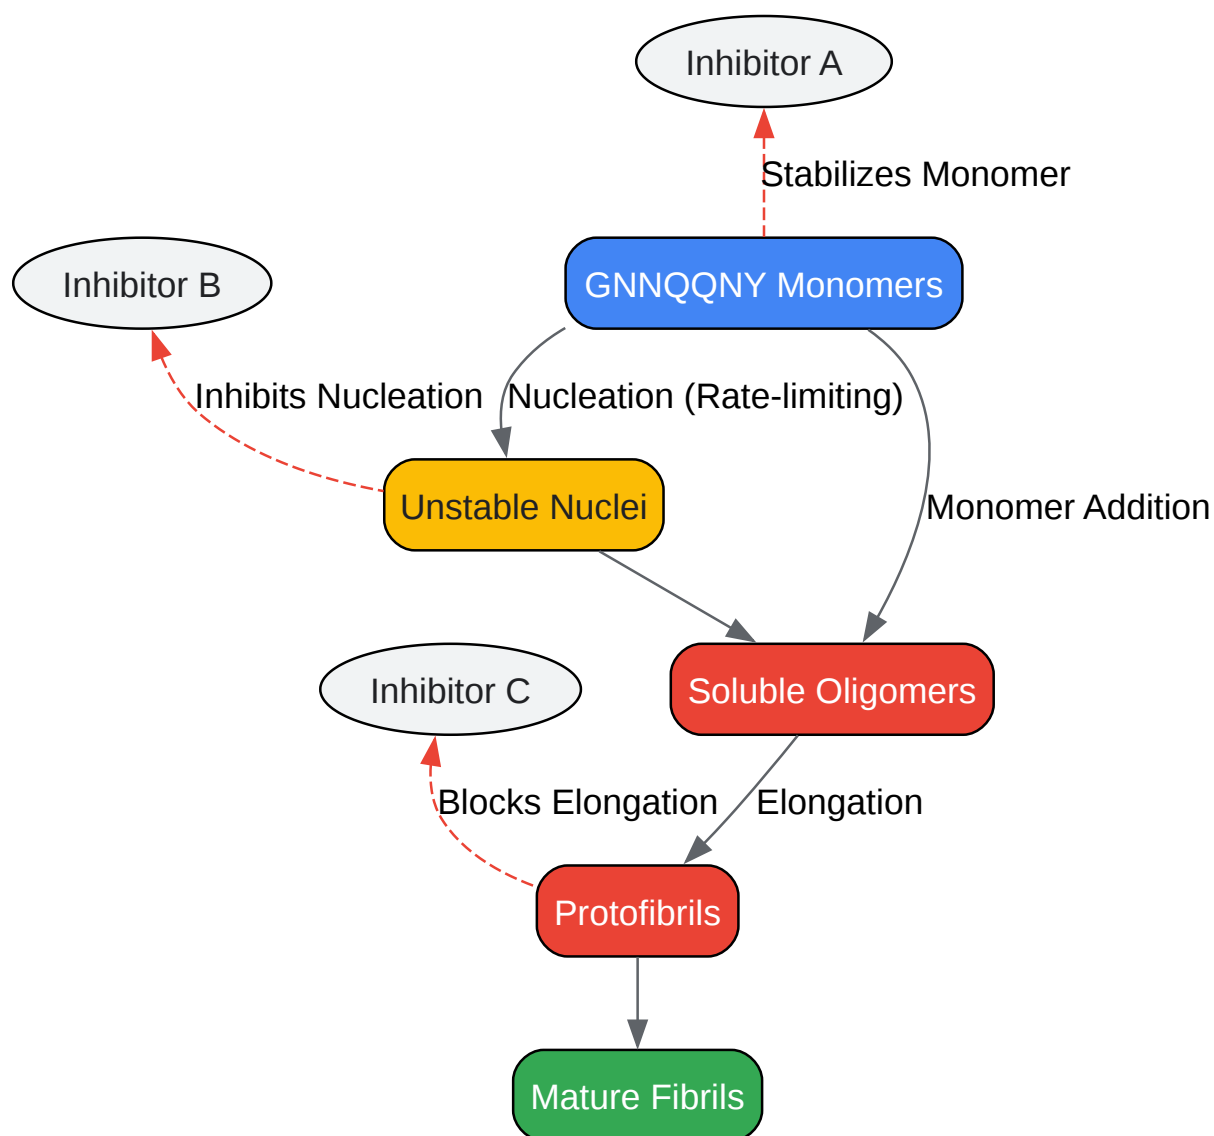 Inhibitor A
Stabilizes Monomer
Inhibitor B
GNNQQNY Monomers
Inhibits Nucleation
Nucleation (Rate-limiting)
Unstable Nuclei
Monomer Addition
Inhibitor C
Soluble Oligomers
Blocks Elongation
Elongation
Protofibrils
Mature Fibrils